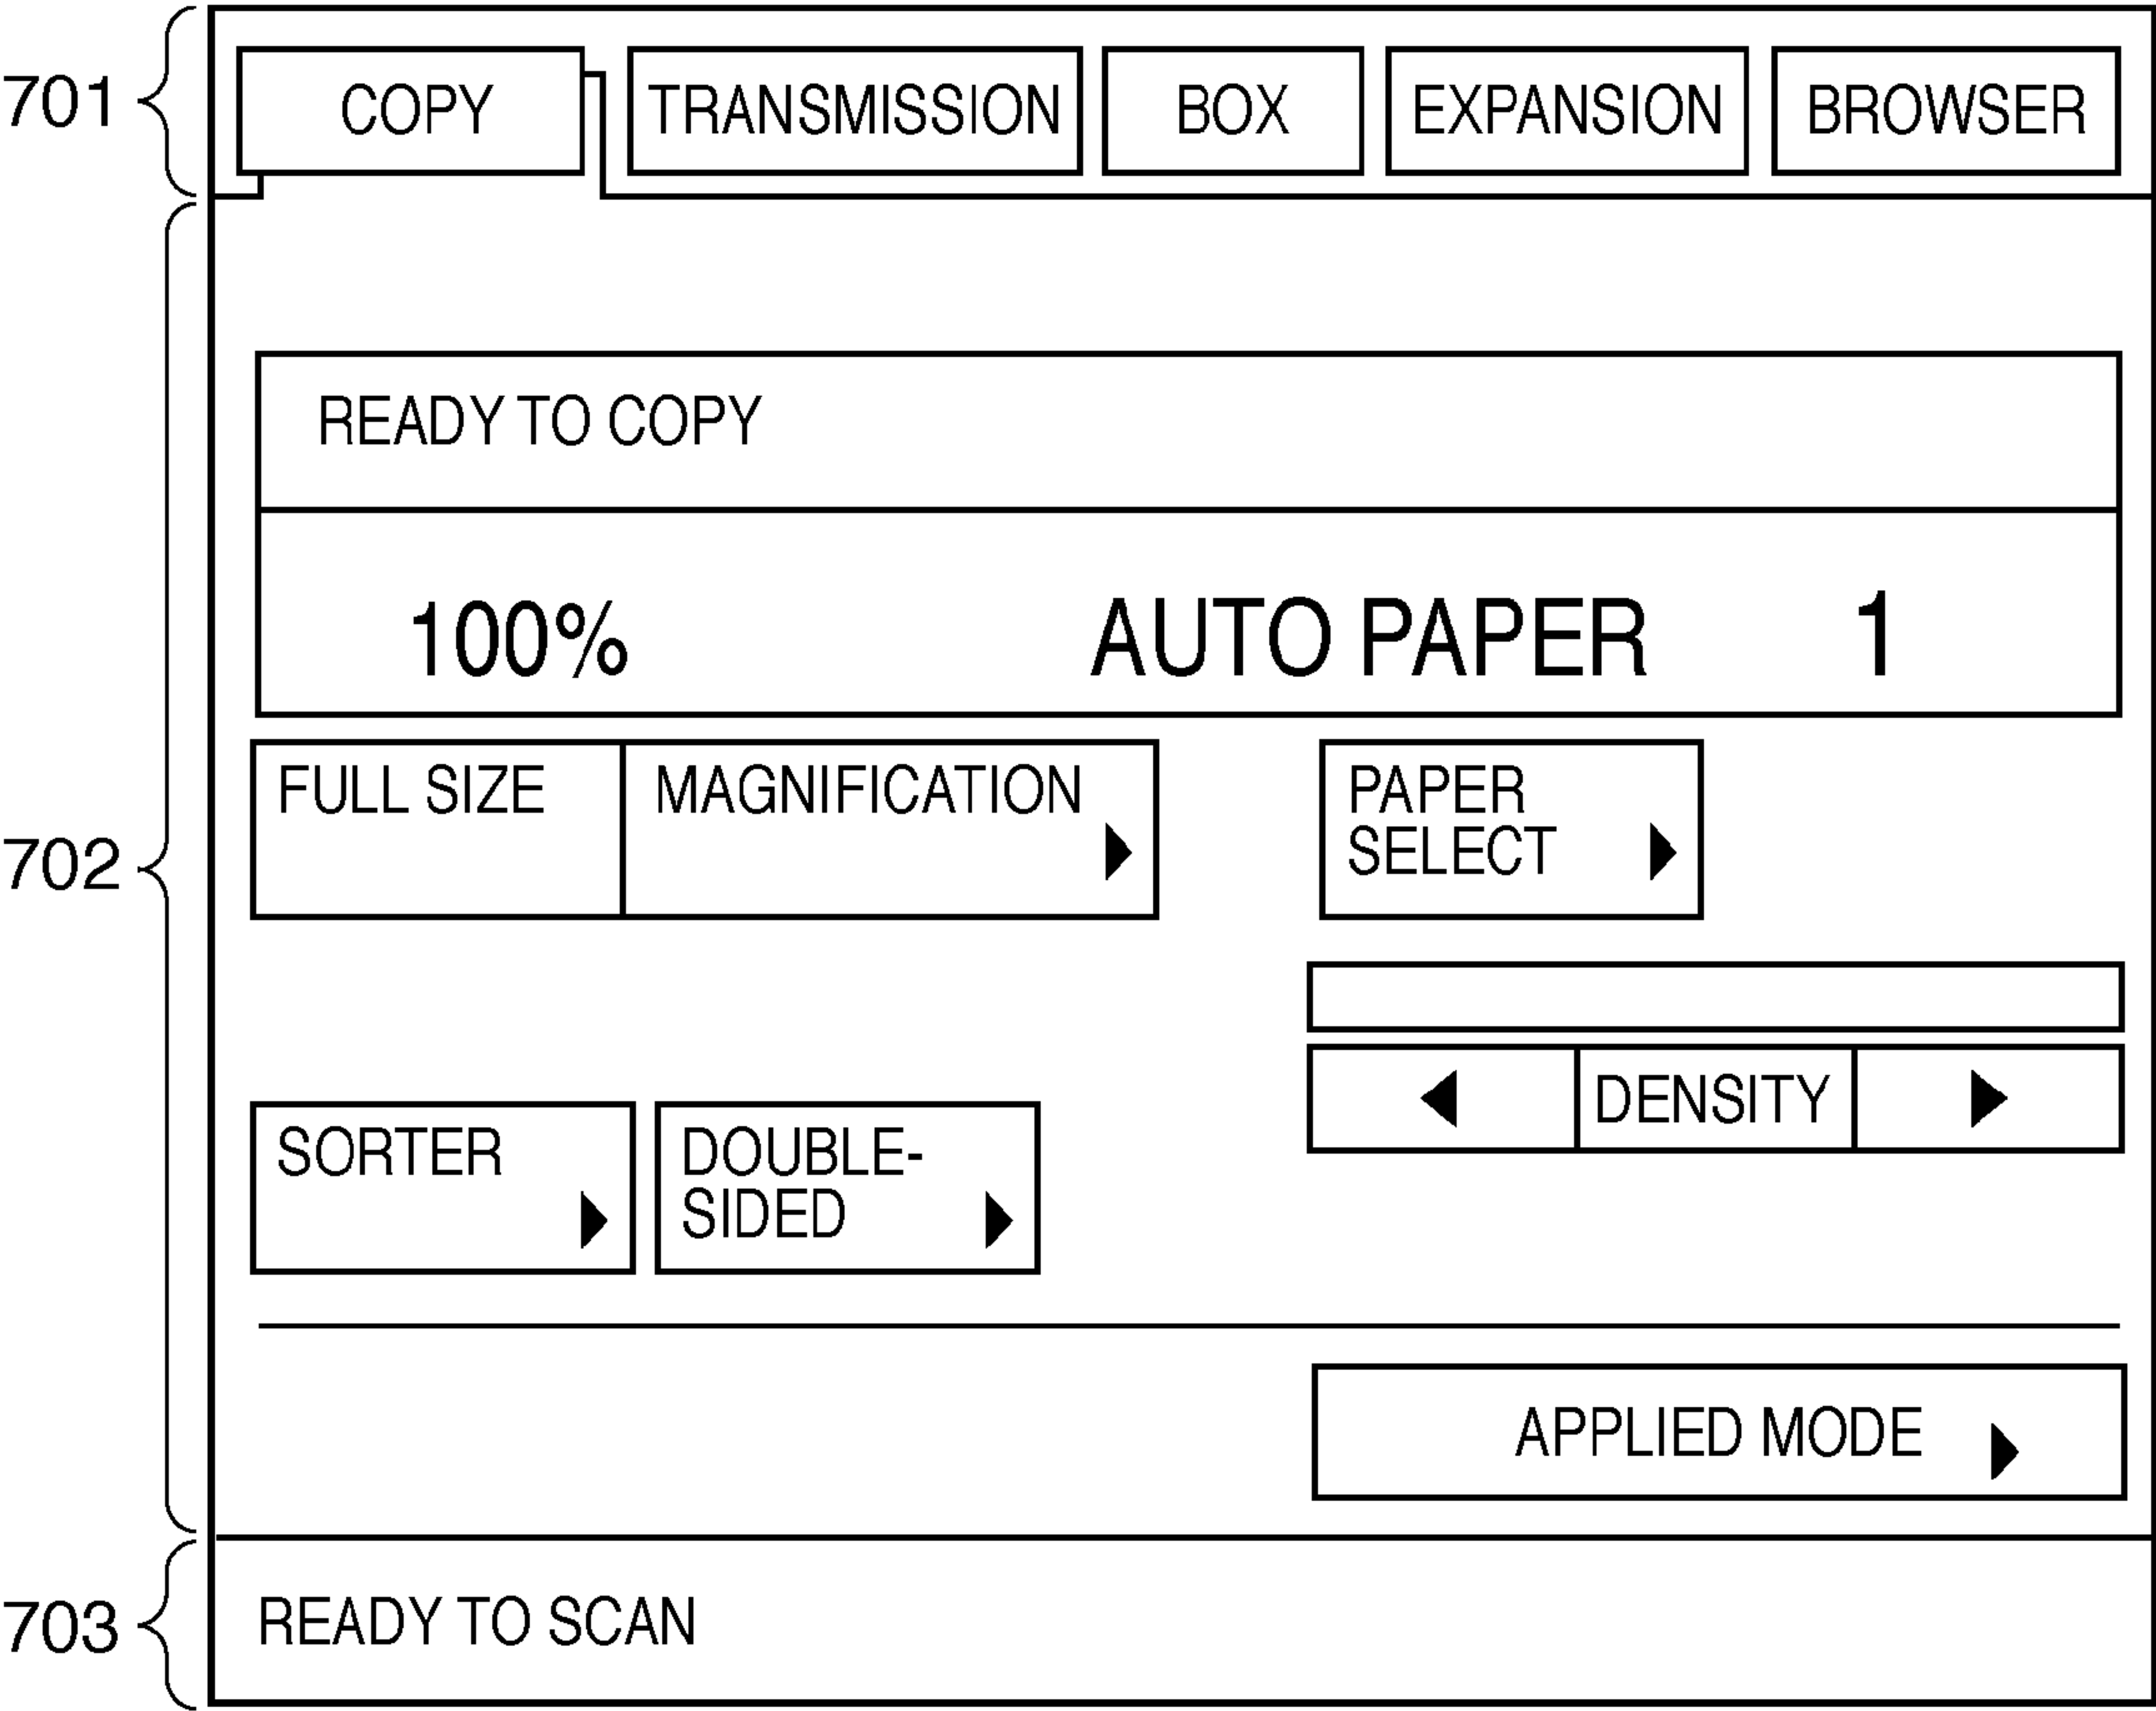 701
COPY
TRANSMISSION
BOX
EXPANSION
BROWSER
READY TO COPY
100%
AUTO PAPER
1
702
FULL SIZE
MAGNIFICATION
PAPER
SELECT
DENSITY
SORTER
DOUBLE-
SIDED
APPLIED MODE
703
READY TO SCAN